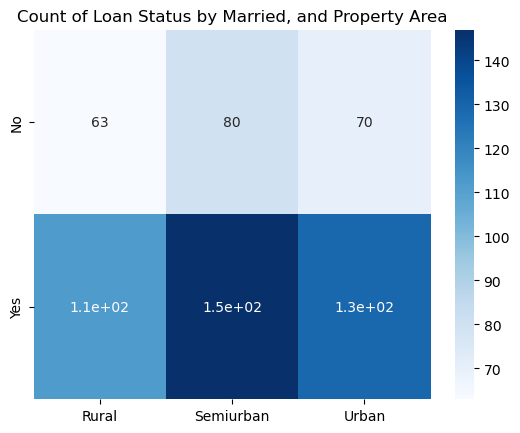 Count of Loan Status by Married, and Property Area
No
63
80
70
Yes
1.1e+02
1.5e+02
1.3e+02
Rural
Semiurban
Urban
140
130
120
110
100
90
80
70